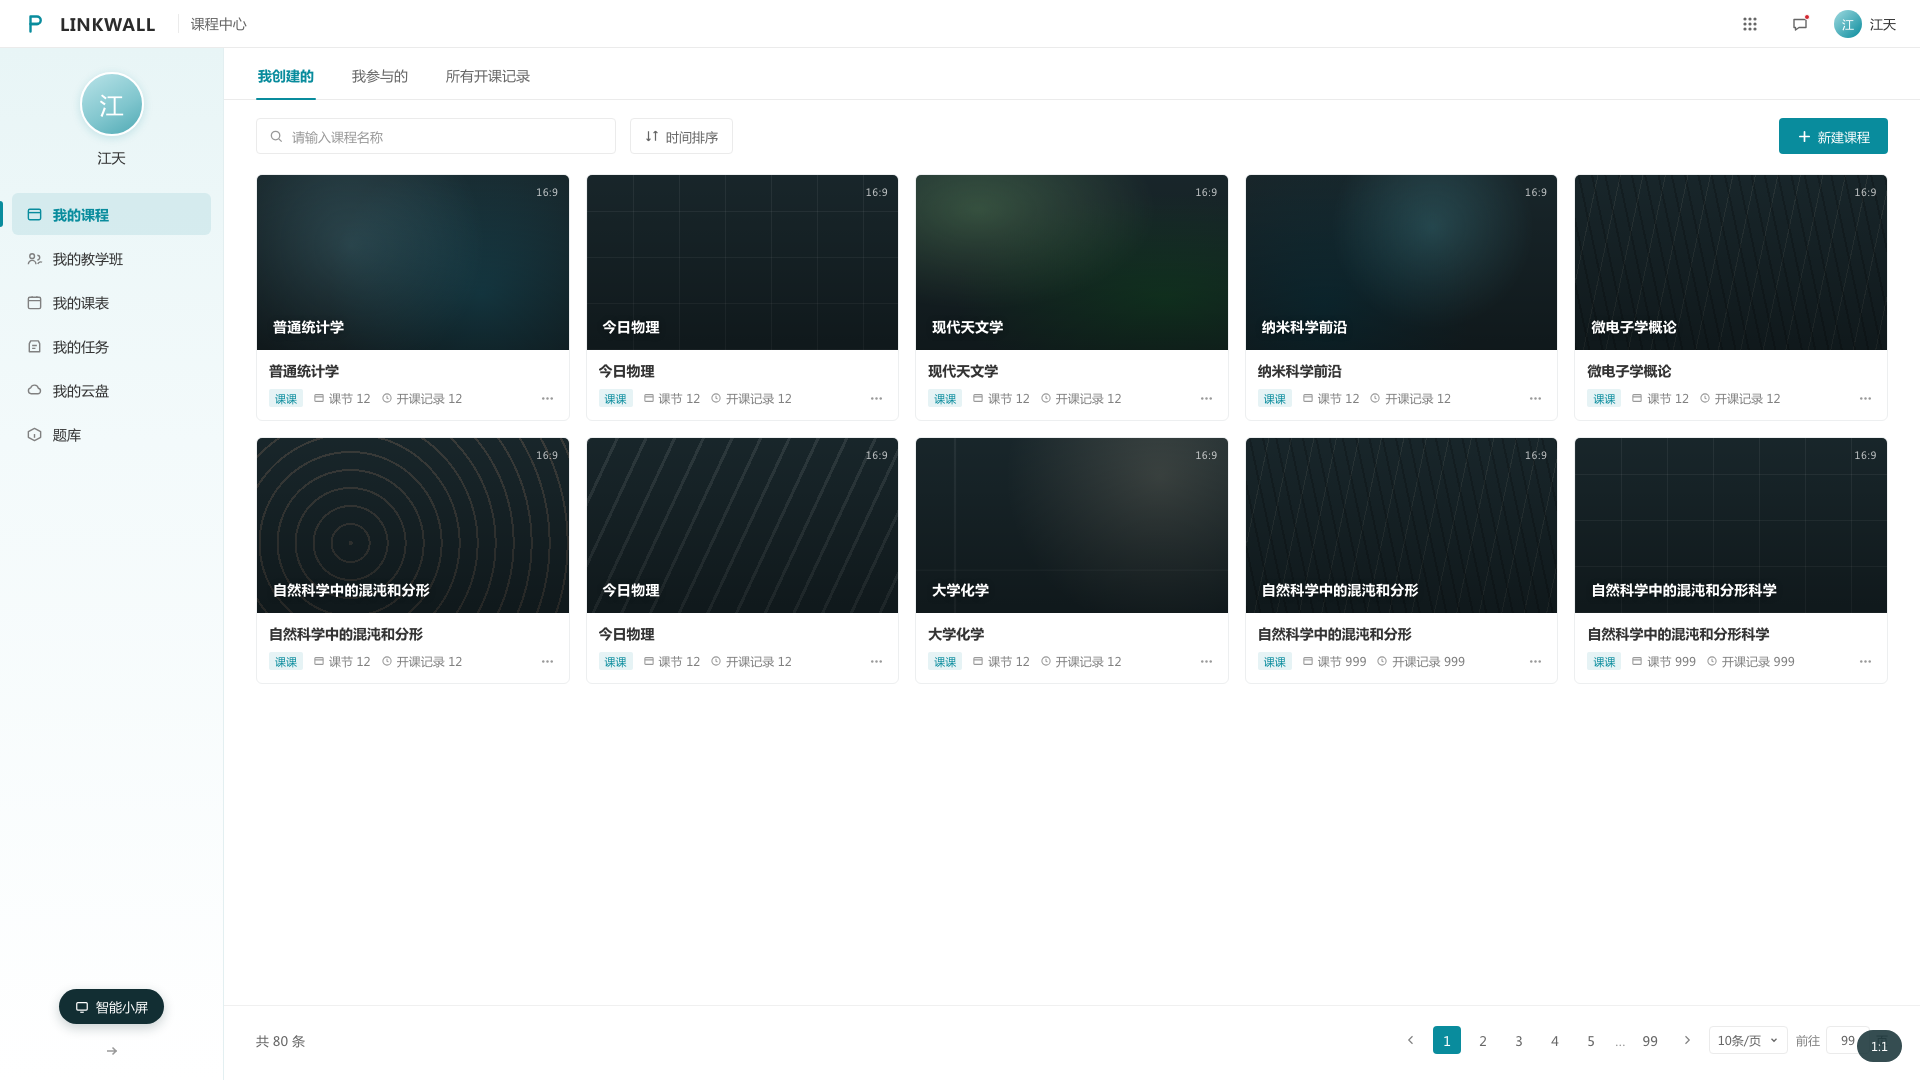 LINKWALL
课程中心
江
江天
江
江天
我的课程
我的教学班
我的课表
我的任务
我的云盘
题库
智能小屏
我创建的
我参与的
所有开课记录
请输入课程名称
时间排序
新建课程
16:9
普通统计学
普通统计学
课课
课节 12
开课记录 12
16:9
今日物理
今日物理
课课
课节 12
开课记录 12
16:9
现代天文学
现代天文学
课课
课节 12
开课记录 12
16:9
纳米科学前沿
纳米科学前沿
课课
课节 12
开课记录 12
16:9
微电子学概论
微电子学概论
课课
课节 12
开课记录 12
16:9
自然科学中的混沌和分形
自然科学中的混沌和分形
课课
课节 12
开课记录 12
16:9
今日物理
今日物理
课课
课节 12
开课记录 12
16:9
大学化学
大学化学
课课
课节 12
开课记录 12
16:9
自然科学中的混沌和分形
自然科学中的混沌和分形
课课
课节 999
开课记录 999
16:9
自然科学中的混沌和分形科学
自然科学中的混沌和分形科学
课课
课节 999
开课记录 999
共 80 条
1 2 3 4 5 ... 99
10条/页
前往 99
1:1